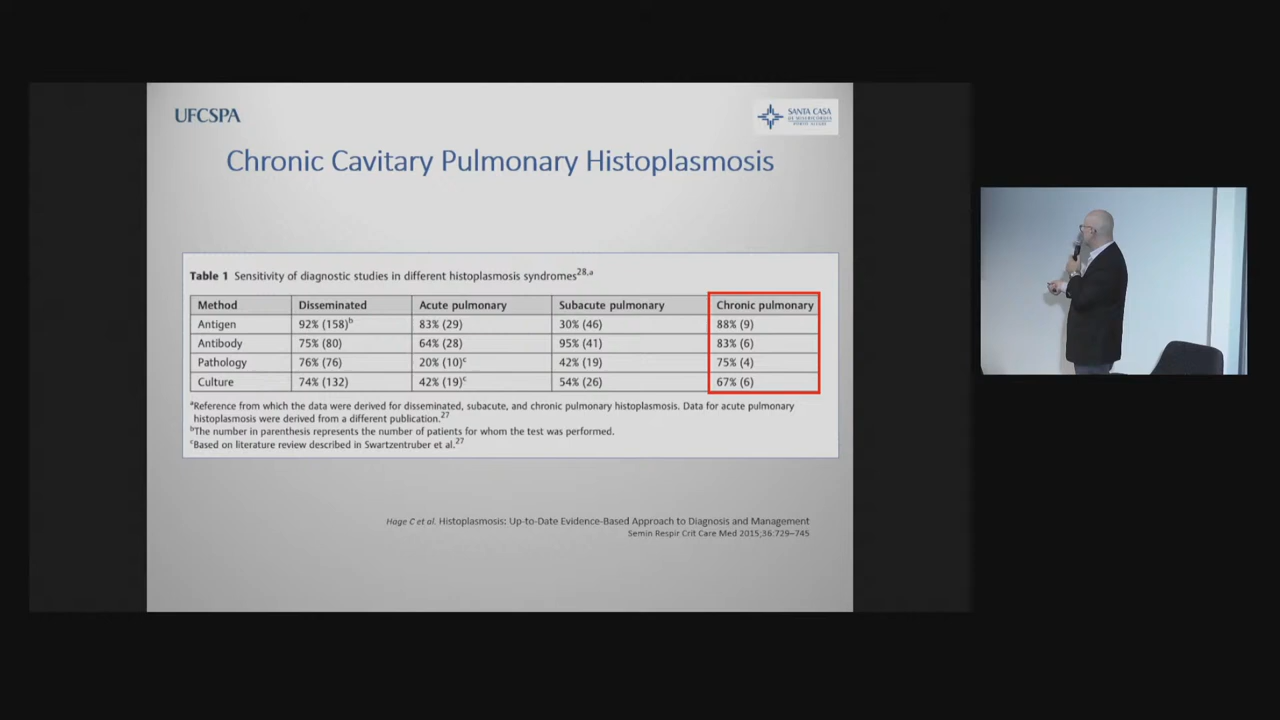 UFCSPA
SANTA CASA
DE MISERICÓRDIA
PORTO ALEGRE
Chronic Cavitary Pulmonary Histoplasmosis
Table 1 Sensitivity of diagnostic studies in different histoplasmosis syndromes28,a
Method Disseminated Acute pulmonary Subacute pulmonary Chronic pulmonary
Antigen 92% (158)b 83% (29) 30% (46) 88% (9)
Antibody 75% (80) 64% (28) 95% (41) 83% (6)
Pathology 76% (76) 20% (10)c 42% (19) 75% (4)
Culture 74% (132) 42% (19)c 54% (26) 67% (6)
aReference from which the data were derived for disseminated, subacute, and chronic pulmonary histoplasmosis. Data for acute pulmonary
histoplasmosis were derived from a different publication.27
bThe number in parenthesis represents the number of patients for whom the test was performed.
cBased on literature review described in Swartzentruber et al.27
Hage C et al. Histoplasmosis: Up-to-Date Evidence-Based Approach to Diagnosis and Management
Semin Respir Crit Care Med 2015;36:729–745